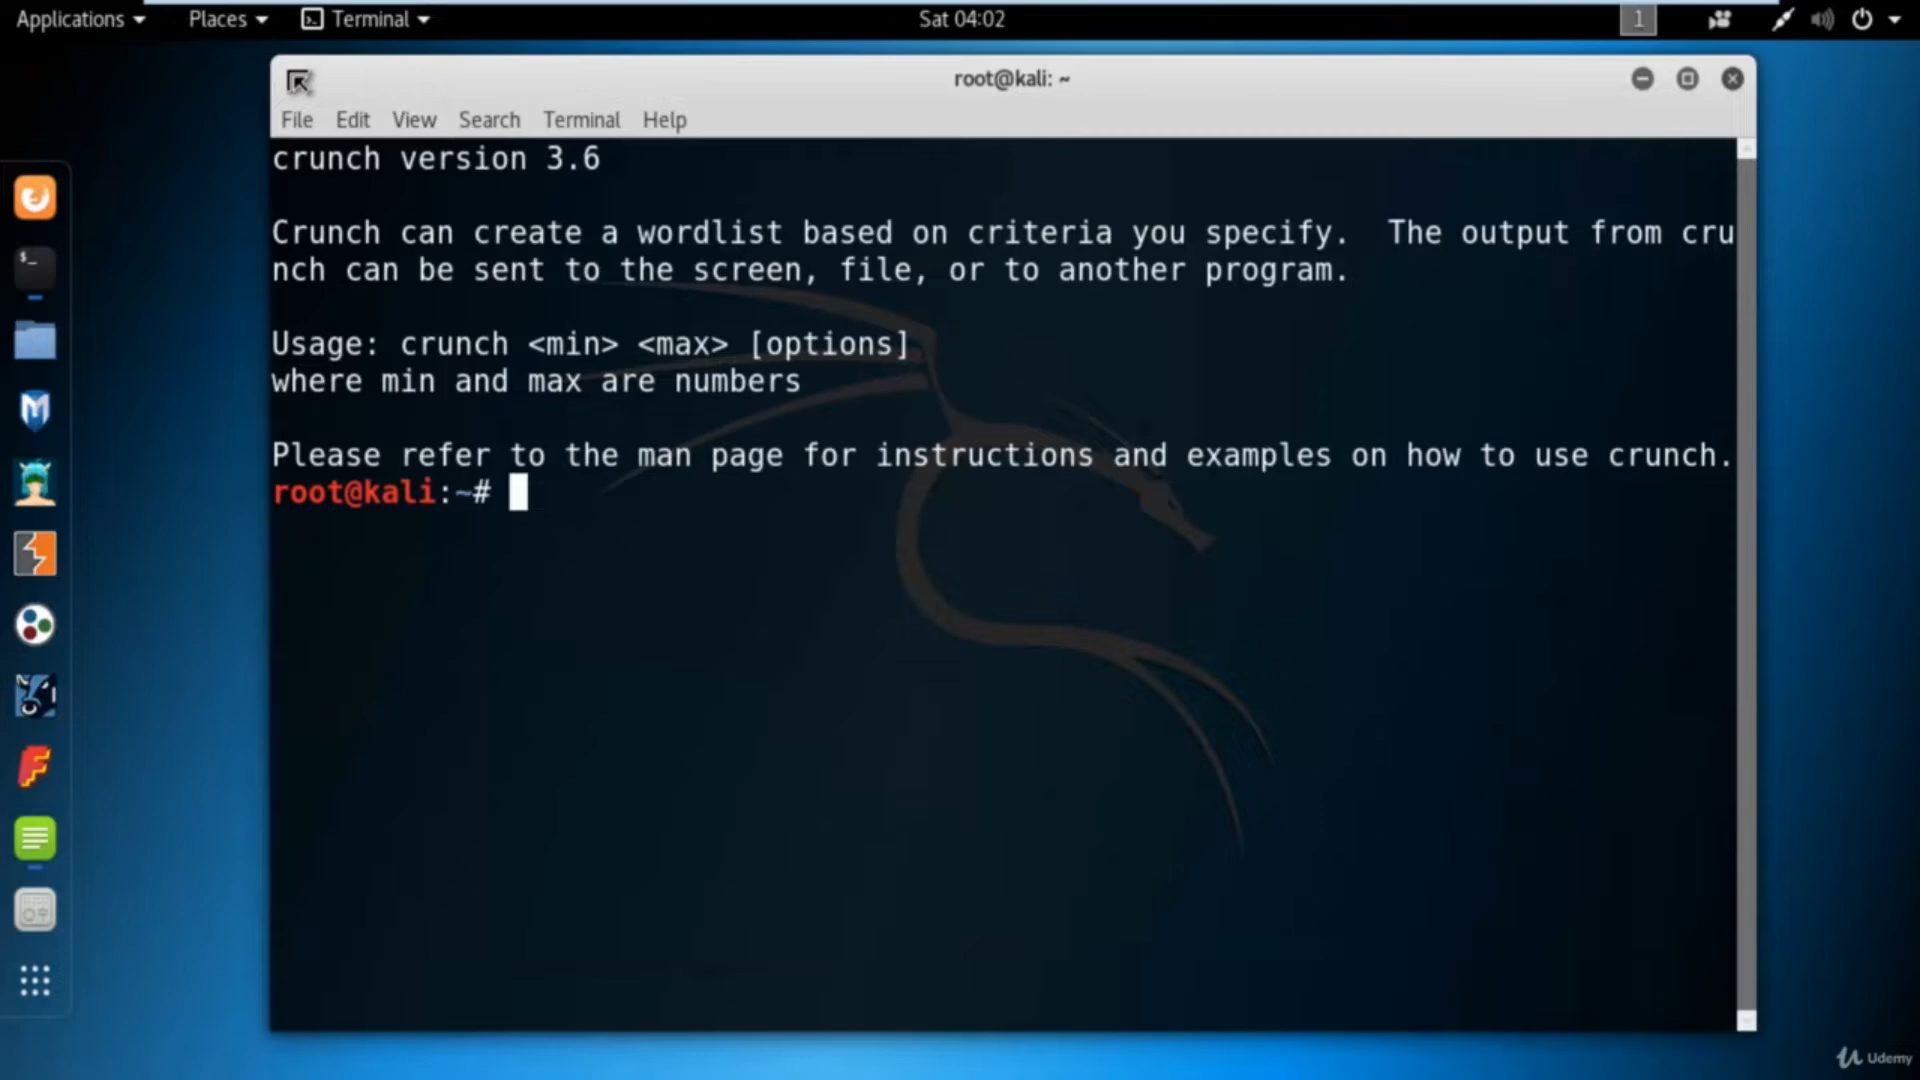 Applications Places Terminal Sat 04:02 1
root@kali: ~
File Edit View Search Terminal Help
crunch version 3.6
Crunch can create a wordlist based on criteria you specify.  The output from cru
nch can be sent to the screen, file, or to another program.
Usage: crunch <min> <max> [options]
where min and max are numbers
Please refer to the man page for instructions and examples on how to use crunch.
root@kali:~#
$_
Udemy